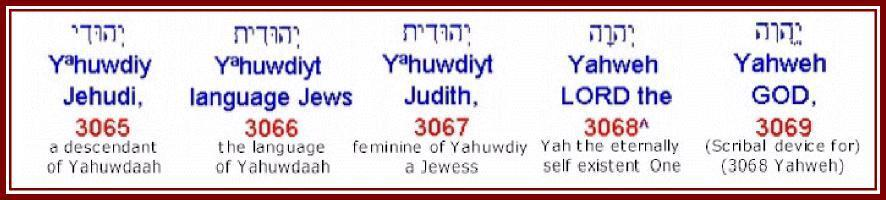 יְהוּדִי יְהוּדִית יְהוּדִית יְהוָֹה יֱהוִֹה
Yᵃhuwdiy Yᵃhuwdiyt Yᵃhuwdiyt Yahweh Yahweh
Jehudi, language Jews Judith, LORD the GOD,
3065 3066 3067 3068^ 3069
a descendant the language feminine of Yahuwdiy Yah the eternally (Scribal device for)
of Yahuwdaah of Yahuwdaah a Jewess self existent One (3068 Yahweh)